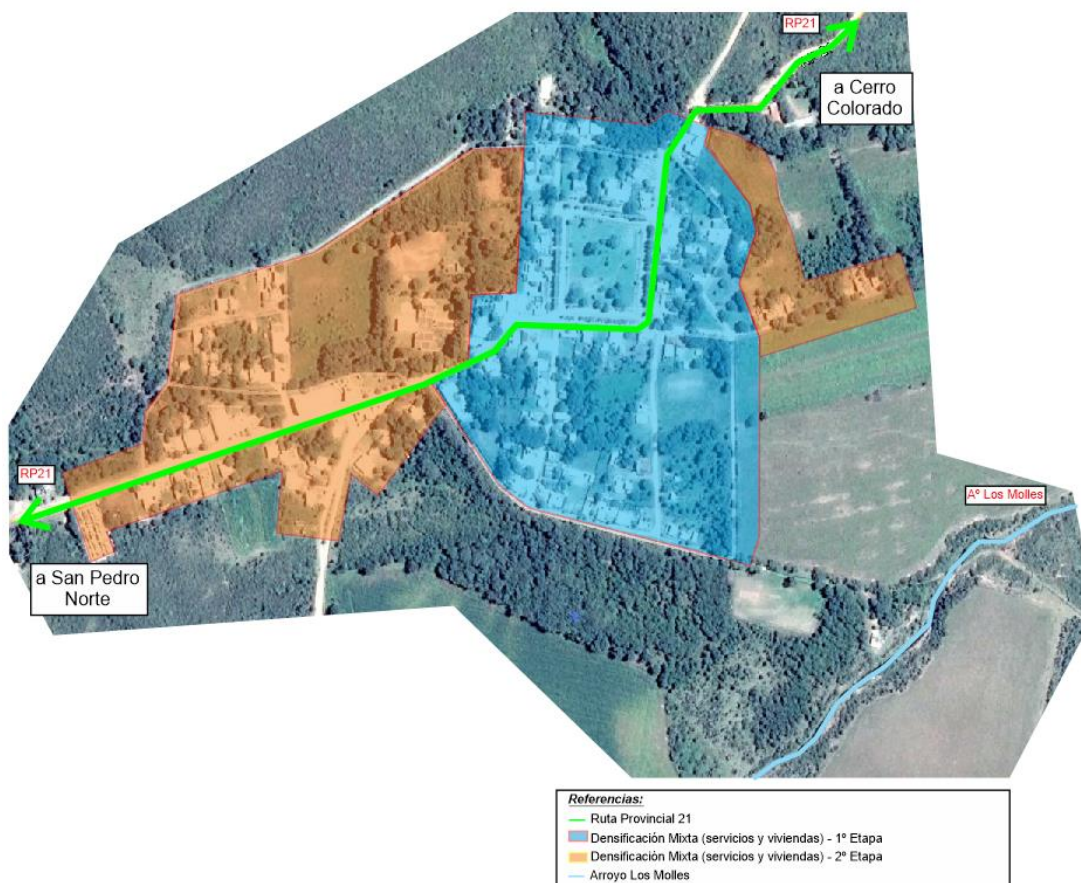 RP21
a Cerro
Colorado
RP21
Aº Los Molles
a San Pedro
Norte
Referencias:
Ruta Provincial 21
Densificación Mixta (servicios y viviendas) - 1º Etapa
Densificación Mixta (servicios y viviendas) - 2º Etapa
Arroyo Los Molles